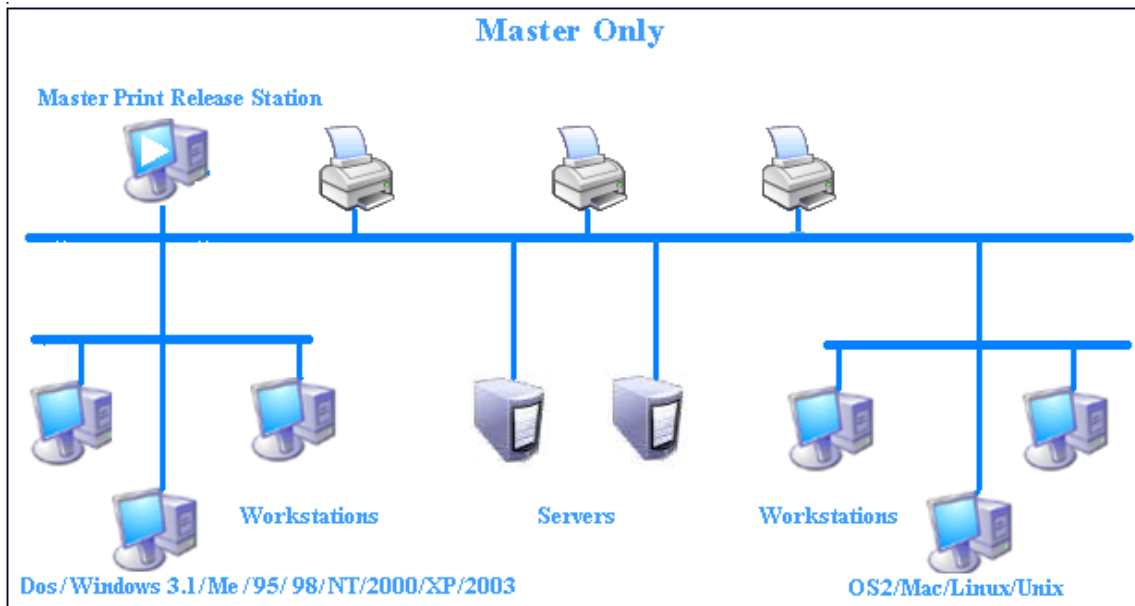 Master Only
Master Print Release Station
Workstations
Servers
Workstations
Dos/Windows 3.1/Me /95/ 98/NT/2000/XP/2003
OS2/Mac/Linux/Unix